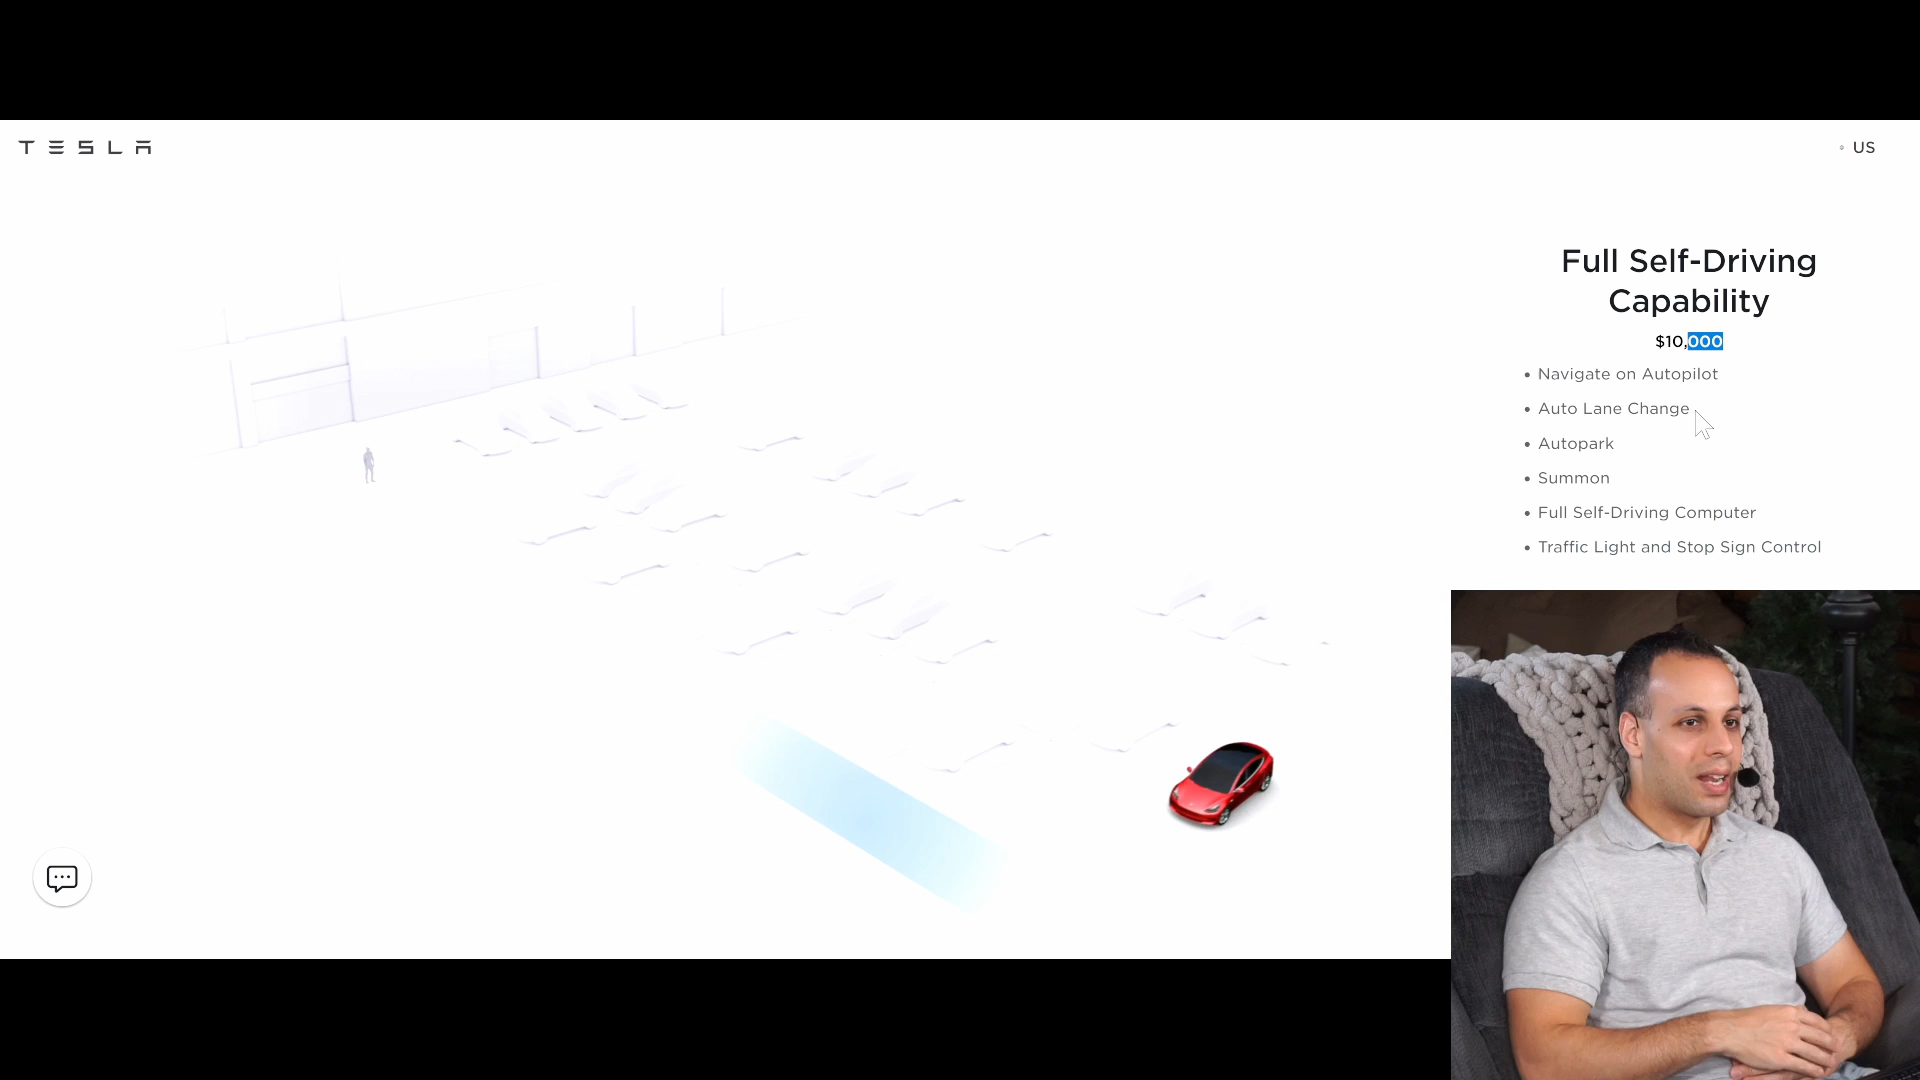 TESLA
US
Full Self-Driving
Capability
$10,000
Navigate on Autopilot
Auto Lane Change
Autopark
Summon
Full Self-Driving Computer
Traffic Light and Stop Sign Control